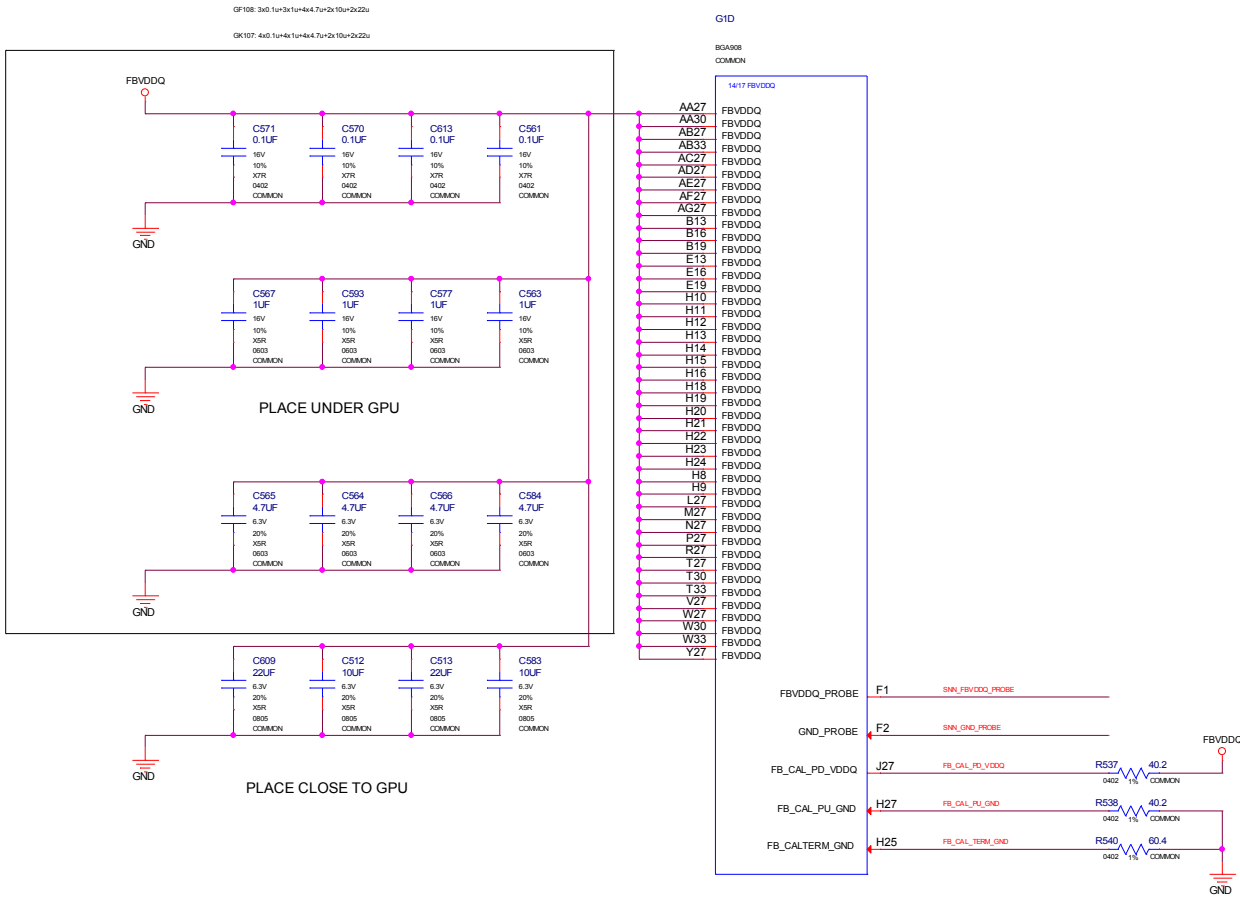 GF108: 3x0.1u+3x1u+4x4.7u+2x10u+2x22u
GK107: 4x0.1u+4x1u+4x4.7u+2x10u+2x22u
FBVDDQ
C571
0.1UF
16V
10%
X7R
0402
COMMON
C570
0.1UF
16V
10%
X7R
0402
COMMON
C613
0.1UF
16V
10%
X7R
0402
COMMON
C561
0.1UF
16V
10%
X7R
0402
COMMON
GND
C567
1UF
16V
10%
X5R
0603
COMMON
C593
1UF
16V
10%
X5R
0603
COMMON
C577
1UF
16V
10%
X5R
0603
COMMON
C563
1UF
16V
10%
X5R
0603
COMMON
GND
PLACE UNDER GPU
C565
4.7UF
6.3V
20%
X5R
0603
COMMON
C564
4.7UF
6.3V
20%
X5R
0603
COMMON
C566
4.7UF
6.3V
20%
X5R
0603
COMMON
C584
4.7UF
6.3V
20%
X5R
0603
COMMON
GND
C609
22UF
6.3V
20%
X5R
0805
COMMON
C512
10UF
6.3V
20%
X5R
0805
COMMON
C513
22UF
6.3V
20%
X5R
0805
COMMON
C583
10UF
6.3V
20%
X5R
0805
COMMON
GND
PLACE CLOSE TO GPU
G1D
BGA908
COMMON
14/17 FBVDDQ
AA27 FBVDDQ
AA30 FBVDDQ
AB27 FBVDDQ
AB33 FBVDDQ
AC27 FBVDDQ
AD27 FBVDDQ
AE27 FBVDDQ
AF27 FBVDDQ
AG27 FBVDDQ
B13 FBVDDQ
B16 FBVDDQ
B19 FBVDDQ
E13 FBVDDQ
E16 FBVDDQ
E19 FBVDDQ
H10 FBVDDQ
H11 FBVDDQ
H12 FBVDDQ
H13 FBVDDQ
H14 FBVDDQ
H15 FBVDDQ
H16 FBVDDQ
H18 FBVDDQ
H19 FBVDDQ
H20 FBVDDQ
H21 FBVDDQ
H22 FBVDDQ
H23 FBVDDQ
H24 FBVDDQ
H8 FBVDDQ
H9 FBVDDQ
L27 FBVDDQ
M27 FBVDDQ
N27 FBVDDQ
P27 FBVDDQ
R27 FBVDDQ
T27 FBVDDQ
T30 FBVDDQ
T33 FBVDDQ
V27 FBVDDQ
W27 FBVDDQ
W30 FBVDDQ
W33 FBVDDQ
Y27 FBVDDQ
FBVDDQ_PROBE F1 SNN_FBVDDQ_PROBE
GND_PROBE F2 SNN_GND_PROBE
FBVDDQ
FB_CAL_PD_VDDQ J27 FB_CAL_PD_VDDQ R537 40.2
0402 1% COMMON
FB_CAL_PU_GND H27 FB_CAL_PU_GND R538 40.2
0402 1% COMMON
FB_CALTERM_GND H25 FB_CAL_TERM_GND R540 60.4
0402 1% COMMON
GND